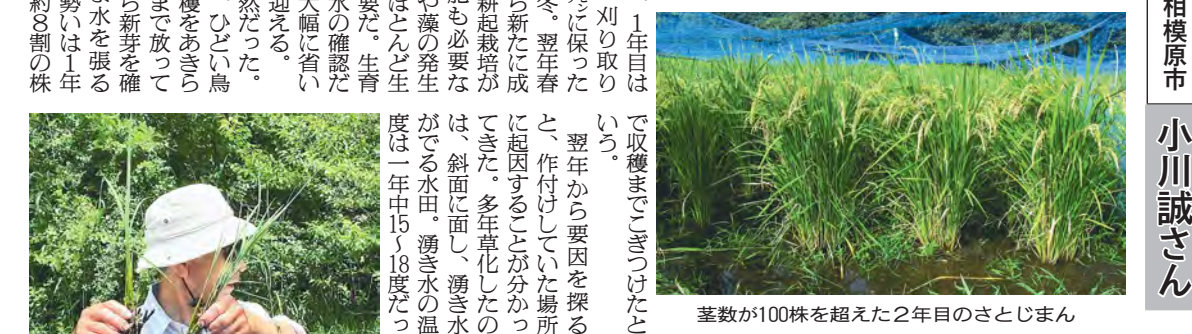 相模原市
小川誠さん
茎数が100株を超えた2年目のさとじまん
、1年目は
刈り取り
㌢に保った
冬。翌年春
ら新たに成
耕起栽培が
肥も必要な
や藻の発生
ほとんど生
要だ。生育
水の確認だ
大幅に省い
迎える。
然だった。
、ひどい鳥
穫をあきら
まで放って
ら新芽を確
ま水を張る
勢いは1年
約8割の株
で収穫までこぎつけたと
いう。
翌年から要因を探る
と、作付けしていた場所
に起因することが分かっ
てきた。多年草化したの
は、斜面に面し、湧き水
がでる水田。湧き水の温
度は一年中15〜18度だっ